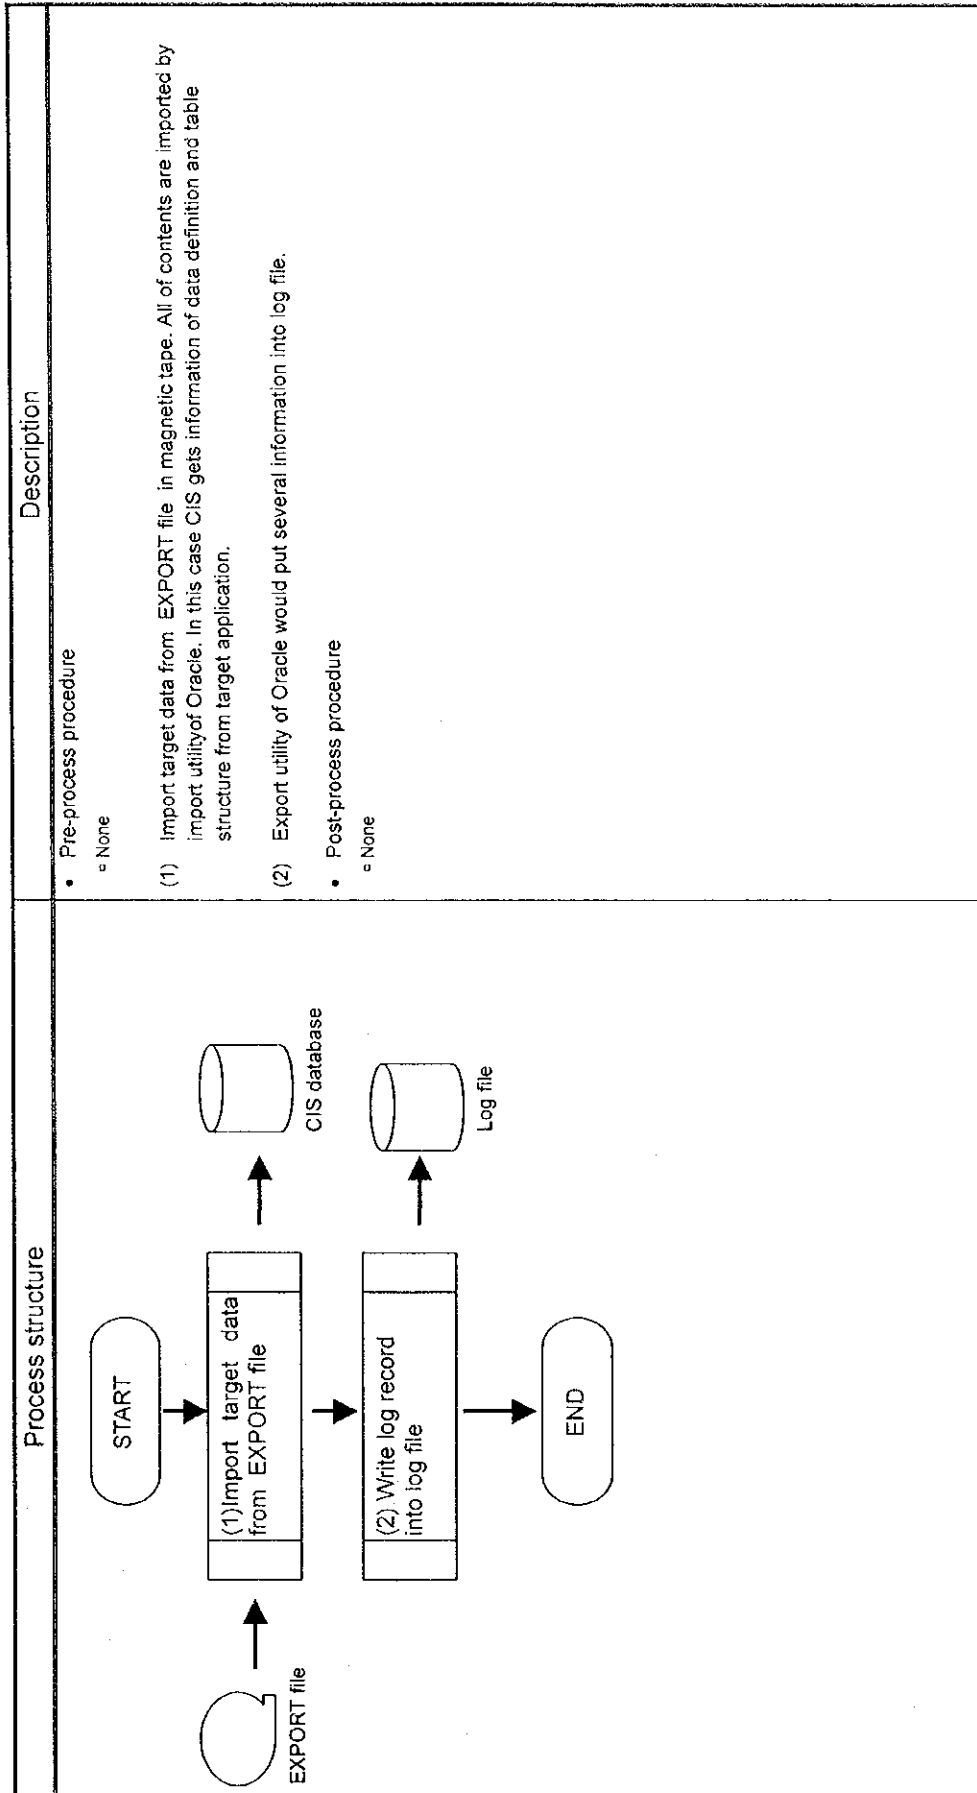 Process structure
START
(1)Import target data
from EXPORT file
EXPORT file
CIS database
(2) Write log record
into log file
Log file
END
Description
• Pre-process procedure
▫ None
(1) Import target data from EXPORT file in magnetic tape. All of contents are imported by
import utilityof Oracle. In this case CIS gets information of data definition and table
structure from target application.
(2) Export utility of Oracle would put several information into log file.
• Post-process procedure
▫ None